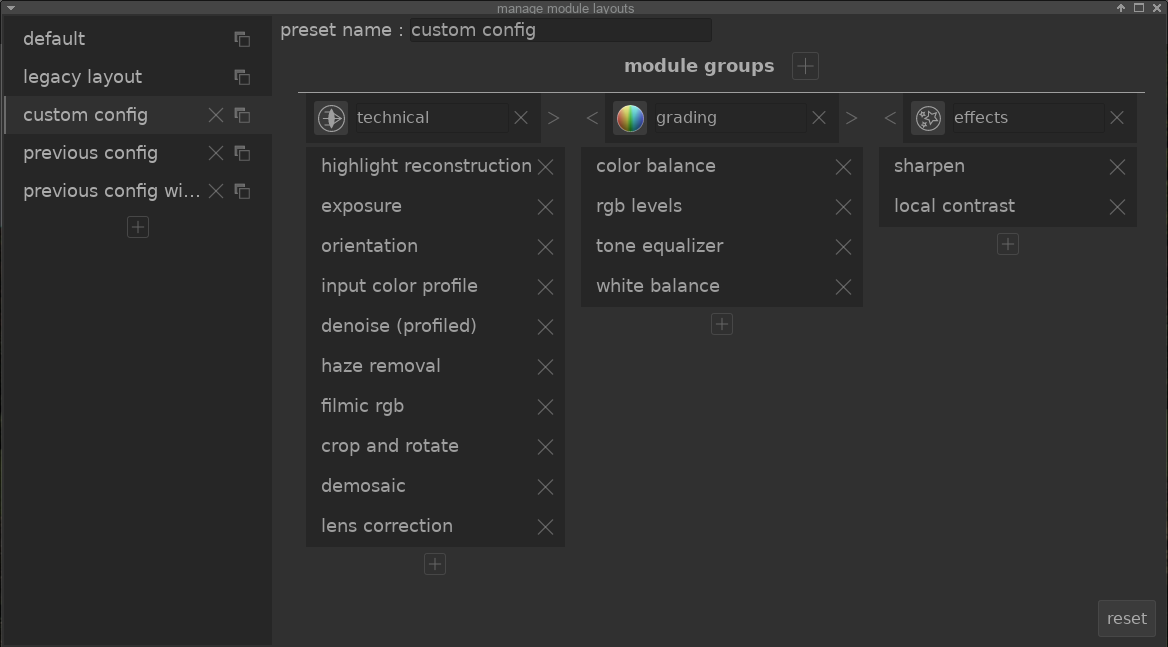 manage module layouts
default
legacy layout
custom config
previous config
previous config wi...
preset name : custom config
module groups
technical
highlight reconstruction
exposure
orientation
input color profile
denoise (profiled)
haze removal
filmic rgb
crop and rotate
demosaic
lens correction
grading
color balance
rgb levels
tone equalizer
white balance
effects
sharpen
local contrast
reset